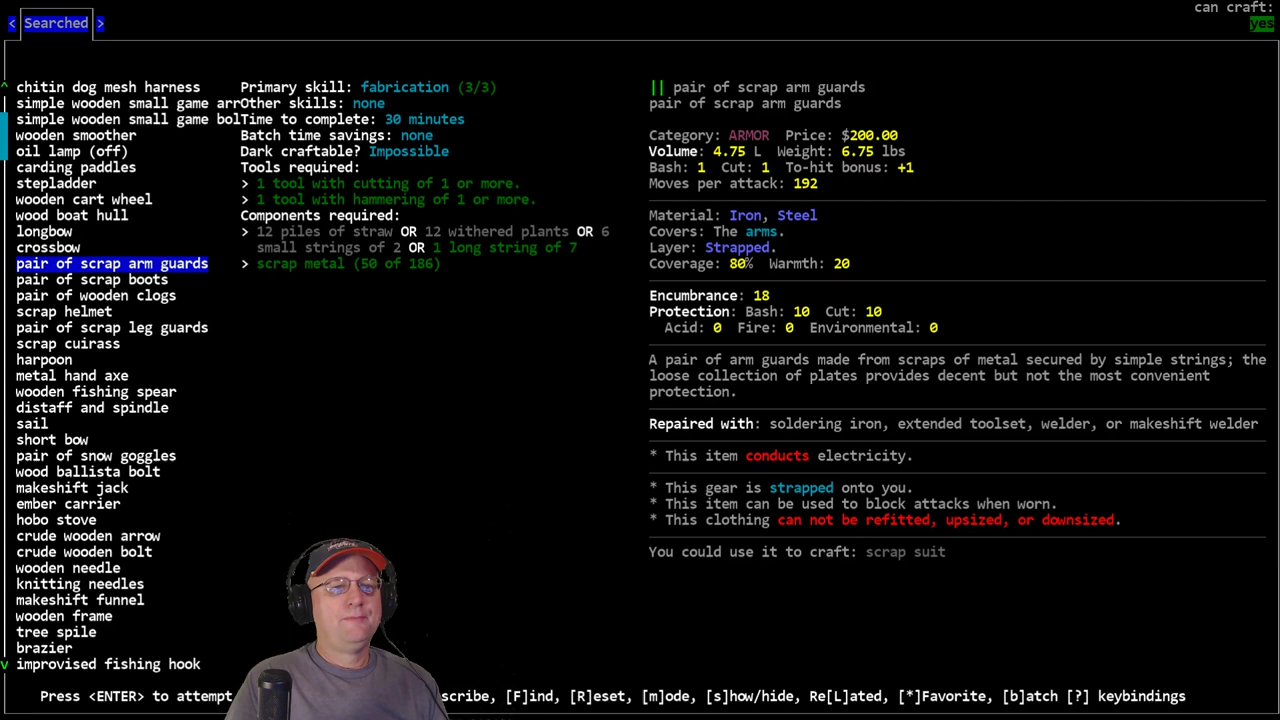 can craft:
< Searched >
yes
^ chitin dog mesh harness
simple wooden small game arr
simple wooden small game bol
wooden smoother
oil lamp (off)
carding paddles
stepladder
wooden cart wheel
wood boat hull
longbow
crossbow
pair of scrap arm guards
pair of scrap boots
pair of wooden clogs
scrap helmet
pair of scrap leg guards
scrap cuirass
harpoon
metal hand axe
wooden fishing spear
distaff and spindle
sail
short bow
pair of snow goggles
wood ballista bolt
makeshift jack
ember carrier
hobo stove
crude wooden arrow
crude wooden bolt
wooden needle
knitting needles
makeshift funnel
wooden frame
tree spile
brazier
v improvised fishing hook
Primary skill: fabrication (3/3)
Other skills: none
Time to complete: 30 minutes
Batch time savings: none
Dark craftable? Impossible
Tools required:
> 1 tool with cutting of 1 or more.
> 1 tool with hammering of 1 or more.
Components required:
> 12 piles of straw OR 12 withered plants OR 6
small strings of 2 OR 1 long string of 7
> scrap metal (50 of 186)
|| pair of scrap arm guards
pair of scrap arm guards
Category: ARMOR Price: $200.00
Volume: 4.75 L Weight: 6.75 lbs
Bash: 1 Cut: 1 To-hit bonus: +1
Moves per attack: 192
Material: Iron, Steel
Covers: The arms.
Layer: Strapped.
Coverage: 80% Warmth: 20
Encumbrance: 18
Protection: Bash: 10 Cut: 10
Acid: 0 Fire: 0 Environmental: 0
A pair of arm guards made from scraps of metal secured by simple strings; the
loose collection of plates provides decent but not the most convenient
protection.
Repaired with: soldering iron, extended toolset, welder, or makeshift welder
* This item conducts electricity.
* This gear is strapped onto you.
* This item can be used to block attacks when worn.
* This clothing can not be refitted, upsized, or downsized.
You could use it to craft: scrap suit
Press <ENTER> to attempt scribe, [F]ind, [R]eset, [m]ode, [s]how/hide, Re[L]ated, [*]Favorite, [b]atch [?] keybindings